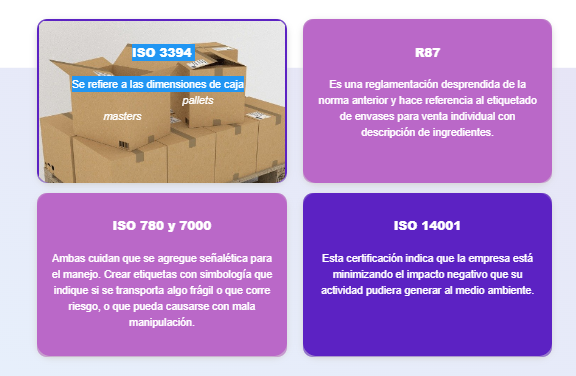 ISO 3394
Se refiere a las dimensiones de caja
pallets
masters
R87
Es una reglamentación desprendida de la
norma anterior y hace referencia al etiquetado
de envases para venta individual con
descripción de ingredientes.
ISO 780 y 7000
Ambas cuidan que se agregue señalética para
el manejo. Crear etiquetas con simbología que
indique si se transporta algo frágil o que corre
riesgo, o que pueda causarse con mala
manipulación.
ISO 14001
Esta certificación indica que la empresa está
minimizando el impacto negativo que su
actividad pudiera generar al medio ambiente.